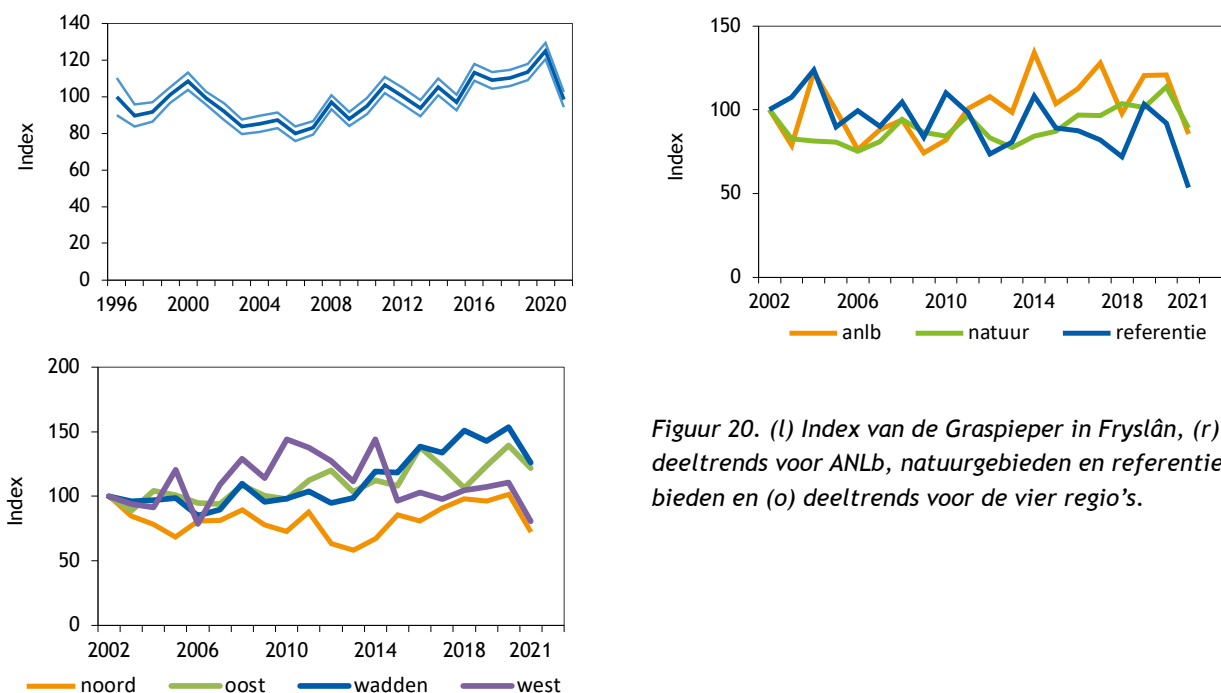 140
120
100
80
60
40
20
0
Index
1996 2000 2004 2008 2012 2016 2020
150
100
50
0
Index
2002 2006 2010 2014 2018 2021
anlb natuur referentie
200
150
100
50
0
Index
2002 2006 2010 2014 2018 2021
noord oost wadden west
Figuur 20. (l) Index van de Graspieper in Fryslân, (r)
deeltrends voor ANLb, natuurgebieden en referentie
bieden en (o) deeltrends voor de vier regio's.